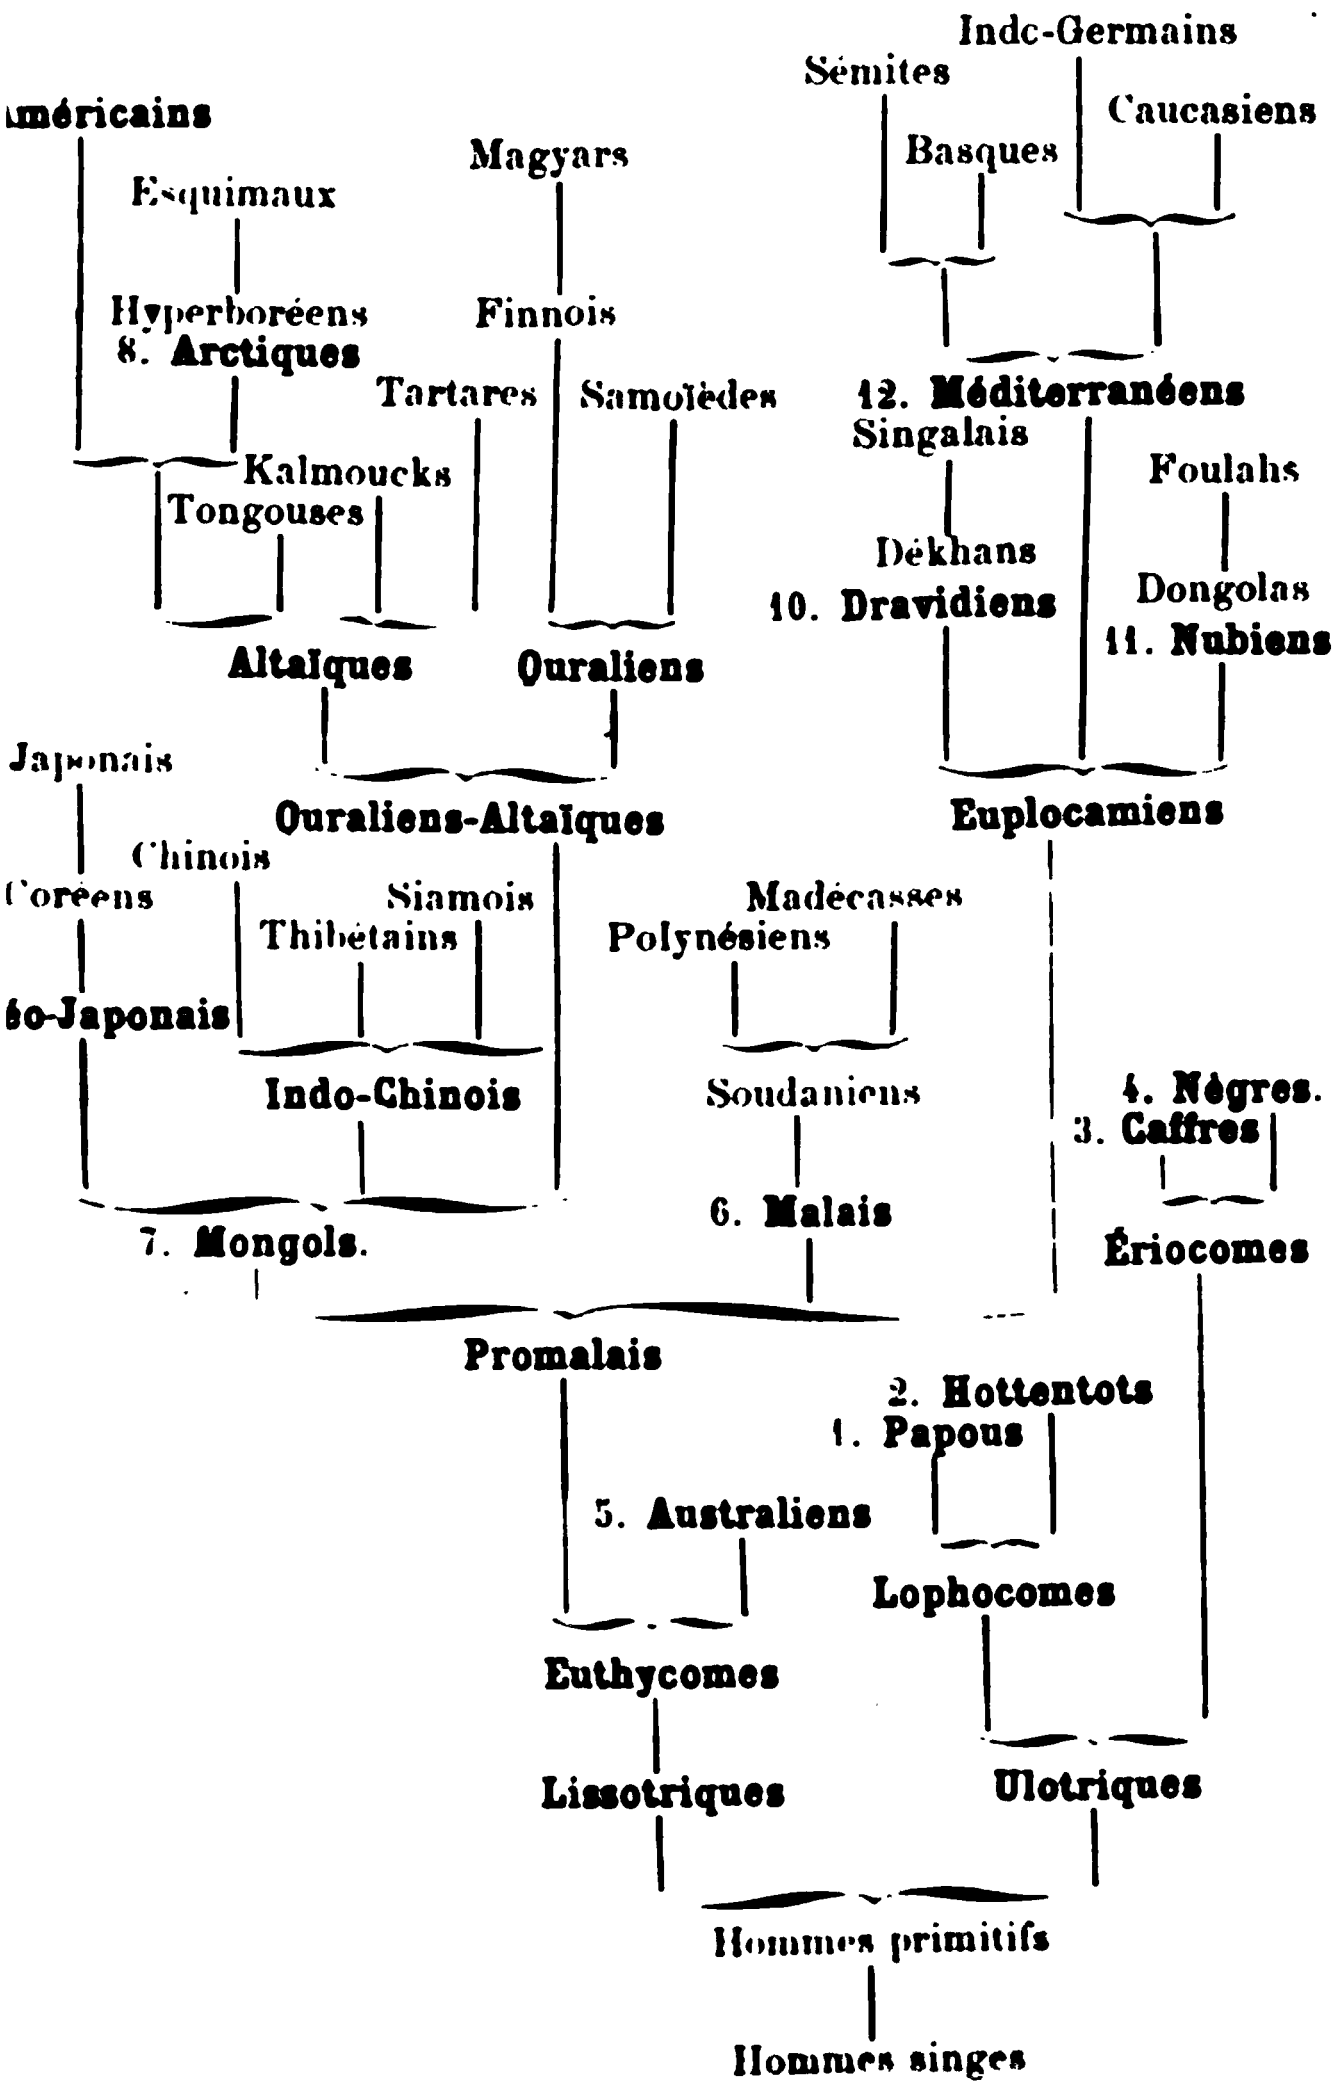 Indo-Germains
Sémites
Américains
Caucasiens
Basques
Magyars
Esquimaux
Hyperboréens
Finnois
8. Arctiques
Tartares
Samoïèdes
12. Méditerranéens
Singalais
Kalmoucks
Foulahs
Tongouses
Dékhans
Dongolas
10. Dravidiens
11. Nubiens
Altaïques
Ouraliens
Japonais
Ouraliens-Altaïques
Euplocamiens
Chinois
Coréens
Siamois
Madécasses
Thibétains
Polynésiens
éo-Japonais
Indo-Chinois
Soudaniens
4. Nègres.
3. Caffres
6. Malais
7. Mongols.
Ériocomes
Promalais
2. Hottentots
1. Papous
5. Australiens
Lophocomes
Euthycomes
Lissotriques
Ulotriques
Hommes primitifs
Hommes singes